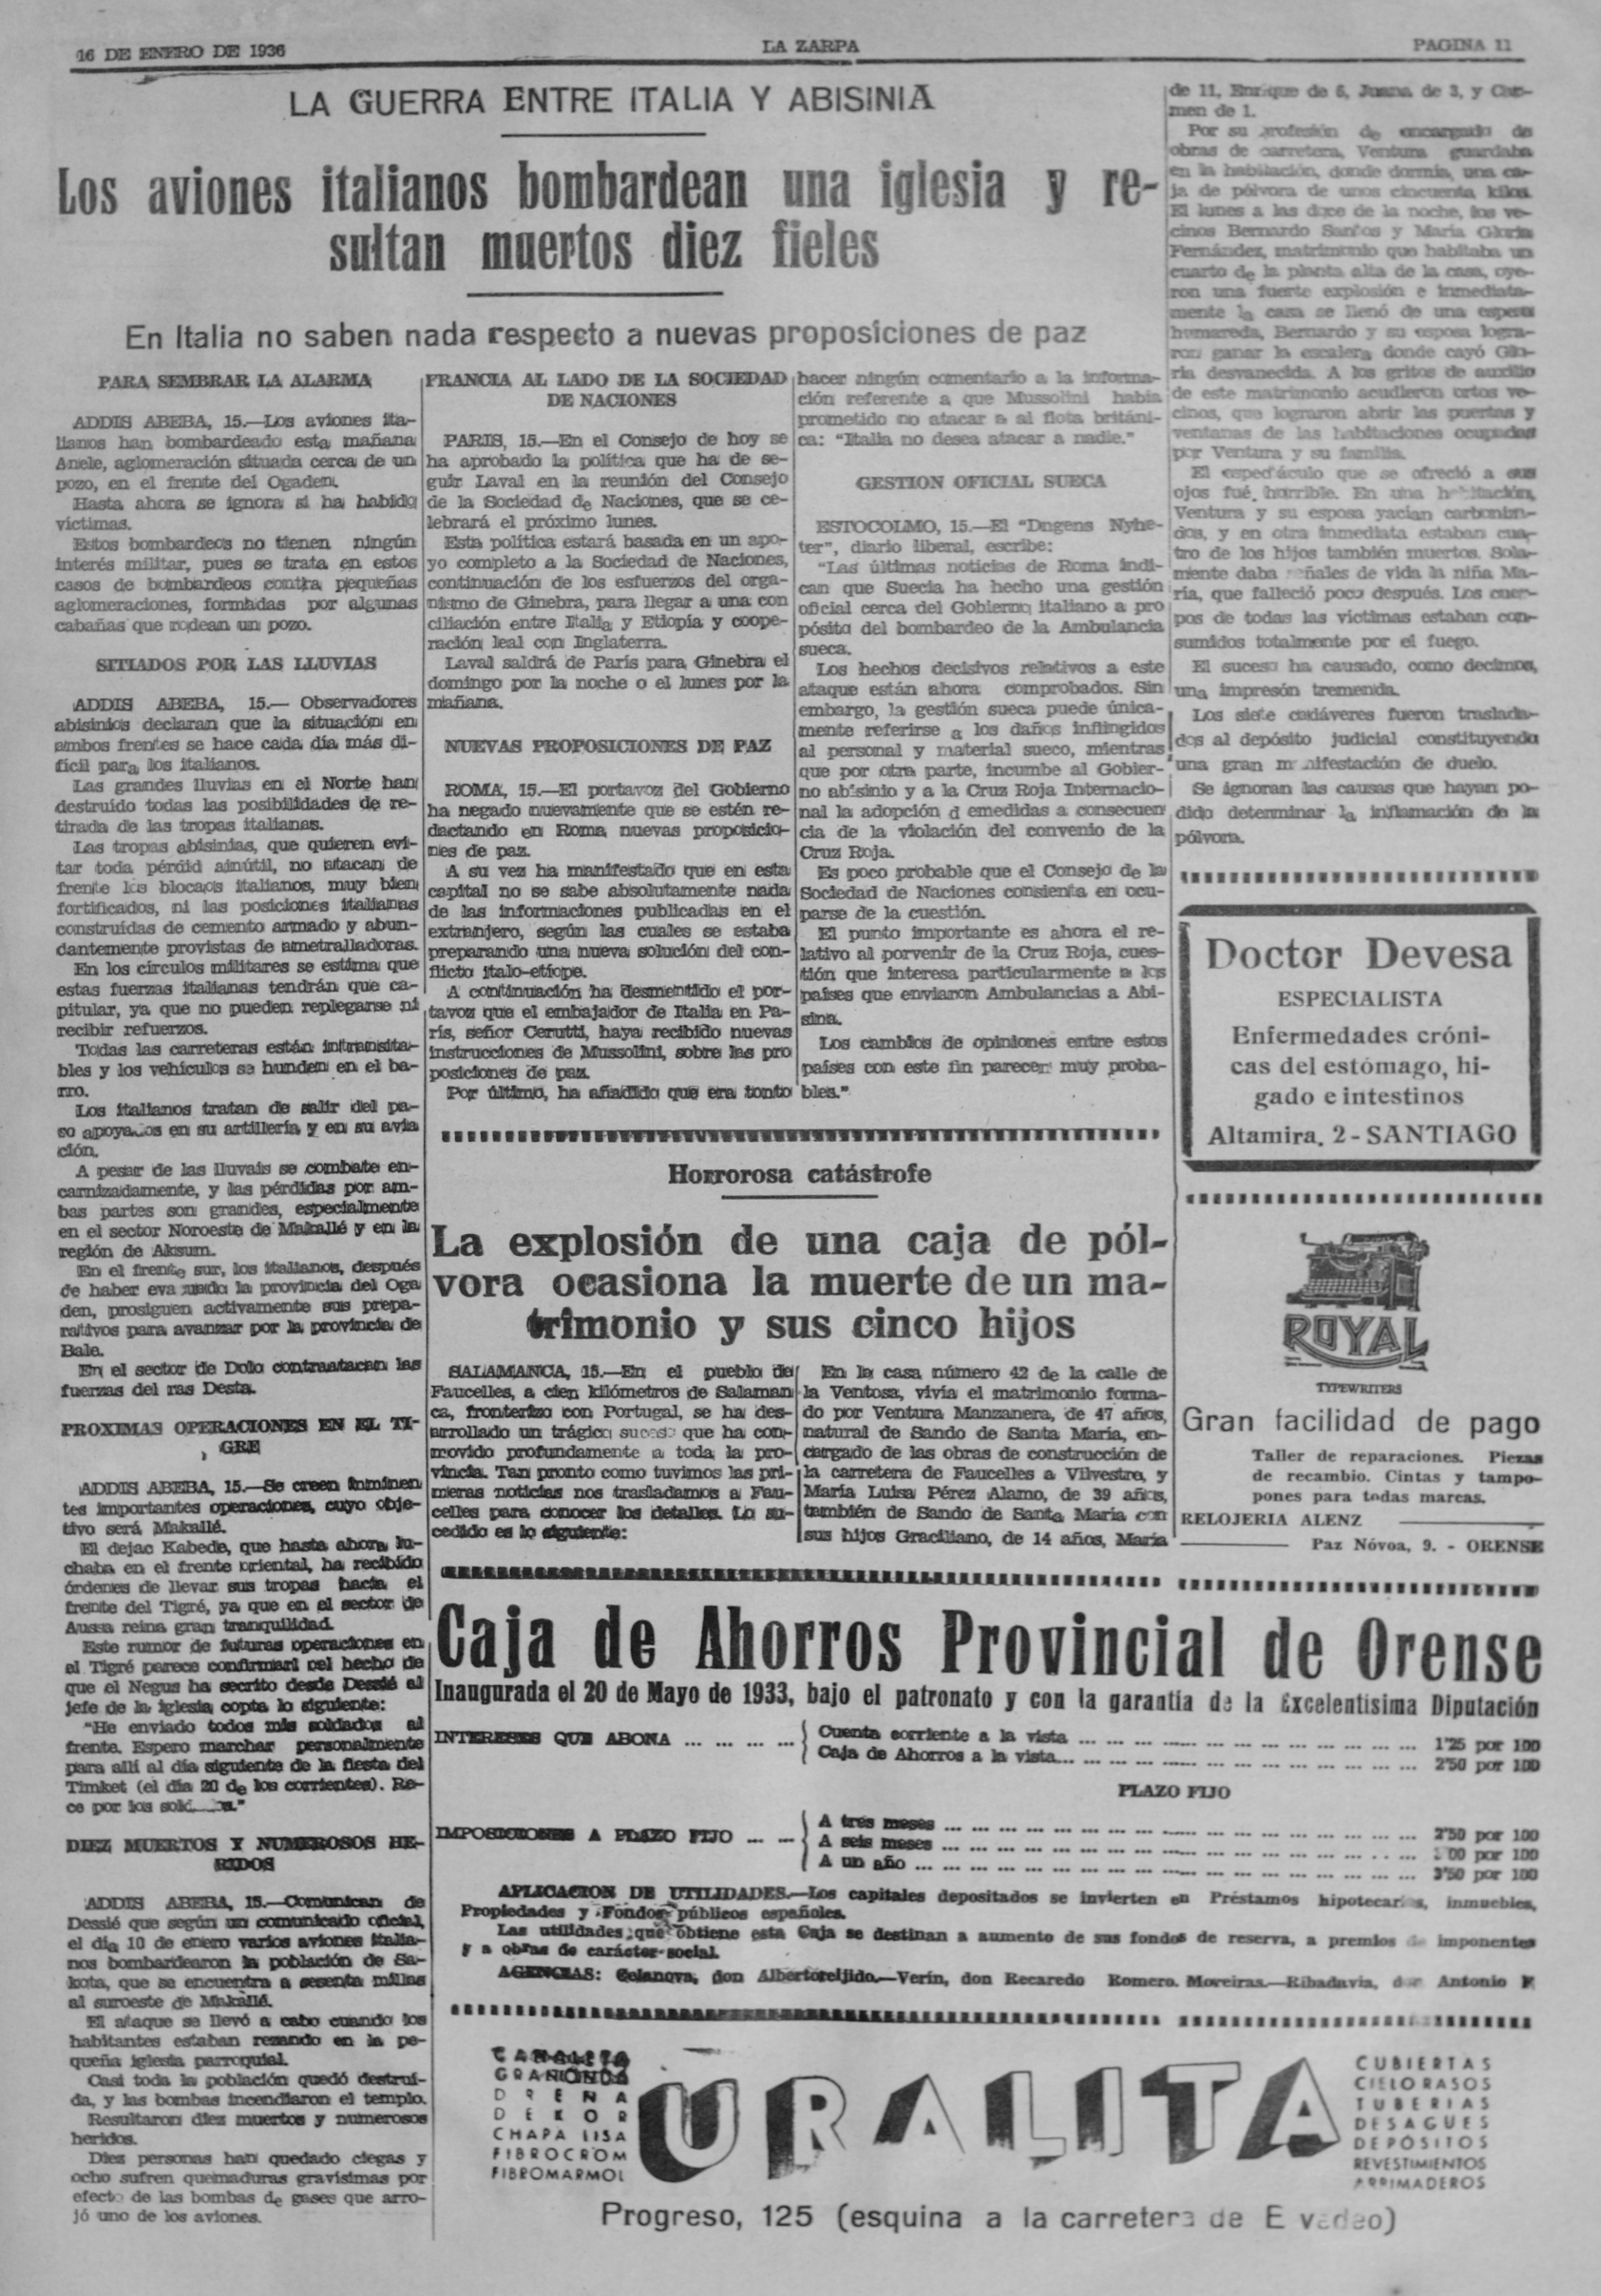 16 DE ENERO DE 1936
LA ZARPA
PAGINA 11
LA GUERRA ENTRE ITALIA Y ABISINIA
Los aviones italianos bombardean una iglesia y re-
sultan muertos diez fieles
En Italia no saben nada respecto a nuevas proposiciones de paz
PARA SEMBRAR LA ALARMA
ADDIS ABEBA, 15.—Los aviones ita-
lianos han bombardeado esta mañana
Anele, aglomeración situada cerca de un
pozo, en el frente del Ogaden.
Hasta ahora se ignora si ha habido
víctimas.
Estos bombardeos no tienen ningún
interés militar, pues se trata en estos
casos de bombardeos contra pequeñas
aglomeraciones, formadas por algunas
cabañas que rodean un pozo.
SITIADOS POR LAS LLUVIAS
ADDIS ABEBA, 15.— Observadores
abisinios declaran que la situación en
ambos frentes se hace cada día más di-
fícil para los italianos.
Las grandes lluvias en el Norte han
destruído todas las posibilidades de re-
tirada de las tropas italianas.
Las tropas abisinias, que quieren evi-
tar toda pérdid ainútil, no atacan de
frente los blocaos italianos, muy bien
fortificados, ni las posiciones italianas
construídas de cemento armado y abun-
dantemente provistas de ametralladoras.
En los círculos militares se estima que
estas fuerzas italianas tendrán que ca-
pitular, ya que no pueden replegarse ni
recibir refuerzos.
Todas las carreteras están intransita-
bles y los vehículos se hunden en el ba-
rro.
Los italianos tratan de salir del pa-
so apoyados en su artillería y en su avia
ción.
A pesar de las lluvais se combate en-
carnizadamente, y las pérdidas por am-
bas partes son grandes, especialmente
en el sector Noroeste de Makallé y en la
región de Aksum.
En el frente sur, los italianos, después
de haber evacuado la provincia del Oga
den, prosiguen activamente sus prepa-
rativos para avanzar por la provincia de
Bale.
En el sector de Dolo contraatacan las
fuerzas del ras Desta.
PROXIMAS OPERACIONES EN EL TI-
GRE
ADDIS ABEBA, 15.—Se creen inminen
tes importantes operaciones, cuyo obje-
tivo será Makallé.
El dejac Kabede, que hasta ahora lu-
chaba en el frente oriental, ha recibido
órdenes de llevar sus tropas hacia el
frente del Tigré, ya que en el sector de
Aussa reina gran tranquilidad.
Este rumor de futuras operaciones en
el Tigré parece confirmarl pel hecho de
que el Negus ha secrito desde Dessié al
jefe de la iglesia copta lo siguiente:
"He enviado todos mis soldados al
frente. Espero marchar personalmente
para allí al día siguiente de la fiesta del
Timket (el día 20 de los corrientes). Re-
ce por los
DIEZ MUERTOS Y NUMEROSOS HE-
RIDOS
ADDIS ABEBA, 15.—Comunican de
Dessié que según un comunicado oficial,
el día 10 de enero varios aviones italia-
nos bombardearon la población de Sa-
kota, que se encuentra a sesenta millas
al suroeste de Makallé.
El ataque se llevó a cabo cuando los
habitantes estaban rezando en la pe-
queña iglesia parroquial.
Casi toda la población quedó destruí-
da, y las bombas incendiaron el templo.
Resultaron diez muertos y numerosos
heridos.
Diez personas han quedado ciegas y
ocho sufren quemaduras gravísimas por
efecto de las bombas de gases que arro-
jó uno de los aviones.
FRANCIA AL LADO DE LA SOCIEDAD
DE NACIONES
PARIS, 15.—En el Consejo de hoy se
ha aprobado la política que ha de se-
guir Laval en la reunión del Consejo
de la Sociedad de Naciones, que se ce-
lebrará el próximo lunes.
Esta política estará basada en un apo-
yo completo a la Sociedad de Naciones,
continuación de los esfuerzos del orga-
nismo de Ginebra, para llegar a una con
ciliación entre Italia y Etiopía y coope-
ración leal con Inglaterra.
Laval saldrá de París para Ginebra el
domingo por la noche o el lunes por la
mañana.
NUEVAS PROPOSICIONES DE PAZ
ROMA, 15.—El portavoz del Gobierno
ha negado nuevamente que se estén re-
dactando en Roma nuevas proposicio-
nes de paz.
A su vez ha manifestado que en esta
capital no se sabe absolutamente nada
de las informaciones publicadas en el
extranjero, según las cuales se estaba
preparando una nueva solución del con-
flicto italo-etíope.
A continuación ha desmentido el por-
tavoz que el embajador de Italia en Pa-
rís, señor Cerutti, haya recibido nuevas
instrucciones de Mussolini, sobre las pro
posiciones de paz.
Por último, ha añadido que era tonto
hacer ningún comentario a la informa-
ción referente a que Mussolini había
prometido no atacar a al flota británi-
ca: "Italia no desea atacar a nadie."
GESTION OFICIAL SUECA
ESTOCOLMO, 15.—El "Dngens Nyhe-
ter", diario liberal, escribe:
"Las últimas noticias de Roma indi-
can que Suecia ha hecho una gestión
oficial cerca del Gobierno italiano a pro
pósito del bombardeo de la Ambulancia
sueca.
Los hechos decisivos relativos a este
ataque están ahora comprobados. Sin
embargo, la gestión sueca puede única-
mente referirse a los daños inflingidos
al personal y material sueco, mientras
que por otra parte, incumbe al Gobier-
no abisinio y a la Cruz Roja Internacio-
nal la adopción d emedidas a consecuen
cia de la violación del convenio de la
Cruz Roja.
Es poco probable que el Consejo de la
Sociedad de Naciones consienta en ocu-
parse de la cuestión.
El punto importante es ahora el re-
lativo al porvenir de la Cruz Roja, cues-
tión que interesa particularmente a los
países que enviaron Ambulancias a Abi-
sina.
Los cambios de opiniones entre estos
países con este fin parecen muy proba-
bles."
Horrorosa catástrofe
La explosión de una caja de pól-
vora ocasiona la muerte de un ma-
trimonio y sus cinco hijos
SALAMANCA, 15.—En el pueblo de
Faucelles, a cien kilómetros de Salaman
ca, fronterizo con Portugal, se ha des-
arrollado un trágico suceso que ha con-
movido profundamente a toda la pro-
vincia. Tan pronto como tuvimos las pri-
meras noticias nos trasladamos a Fau-
celles para conocer los detalles. Lo su-
cedido es lo siguiente:
En la casa número 42 de la calle de
la Ventosa, vivía el matrimonio forma-
do por Ventura Manzanera, de 47 años,
natural de Sando de Santa María, en-
cargado de las obras de construcción de
la carretera de Faucelles a Vilvestre, y
María Luisa Pérez Alamo, de 39 años,
también de Sando de Santa María con
sus hijos Graciliano, de 14 años, María
de 11, Enrique de 6, Juana de 3, y Car-
men de 1.
Por su profesión de encargado de
obras de carretera, Ventura guardaba
en la habitación, donde dormía, una ca-
ja de pólvora de unos cincuenta kilos.
El lunes a las doce de la noche, los ve-
cinos Bernardo Santos y María Gloria
Fernández, matrimonio que habitaba un
cuarto de la planta alta de la casa, oye-
ron una fuerte explosión e inmediata-
mente la casa se llenó de una espesa
humareda, Bernardo y su esposa logra-
ron ganar la escalera donde cayó Glo-
ria desvanecida. A los gritos de auxilio
de este matrimonio acudieron ortos ve-
cinos, que lograron abrir las puertas y
ventanas de las habitaciones ocupadas
por Ventura y su familia.
El espectáculo que se ofreció a sus
ojos fué horrible. En una habitación,
Ventura y su esposa yacían carboniza-
dos, y en otra inmediata estaban cua-
tro de los hijos también muertos. Sola-
mente daba señales de vida la niña Ma-
ría, que falleció poco después. Los cuer-
pos de todas las víctimas estaban con-
sumidos totalmente por el fuego.
El suceso ha causado, como decimos,
una impresón tremenda.
Los siete cadáveres fueron traslada-
dos al depósito judicial constituyendo
una gran manifestación de duelo.
Se ignoran las causas que hayan po-
dido determinar la inflamación de la
pólvora.
Doctor Devesa
ESPECIALISTA
Enfermedades cróni-
cas del estómago, hi-
gado e intestinos
Altamira, 2 - SANTIAGO
ROYAL
TYPEWRITERS
Gran facilidad de pago
Taller de reparaciones. Piezas
de recambio. Cintas y tampo-
pones para todas marcas.
RELOJERIA ALENZ
Paz Nóvoa, 9. - ORENSE
Caja de Ahorros Provincial de Orense
Inaugurada el 20 de Mayo de 1933, bajo el patronato y con la garantía de la Excelentísima Diputación
INTERESES QUE ABONA ... ... ... ...
Cuenta corriente a la vista ... ... ... 1'25 por 100
Caja de Ahorros a la vista... ... ... 2'50 por 100
PLAZO FIJO
IMPOSICIONES A PLAZO FIJO ... ...
A tres meses ... ... ... 2'50 por 100
A seis meses ... ... ... 00 por 100
A un año ... ... ... 3'50 por 100
APLICACION DE UTILIDADES.—Los capitales depositados se invierten en Préstamos hipotecarios, inmuebles,
Propiedades y Fondos públicos españoles.
Las utilidades que obtiene esta Caja se destinan a aumento de sus fondos de reserva, a premios de imponentes
y a obras de carácter social.
AGENCIAS: Celanova, don Albertoreijido.—Verín, don Recaredo Romero. Moreiras.—Ribadavia, don Antonio F
CANALETA
GRANONDA
DRENA
DEKOR
CHAPA LISA
FIBROCROM
FIBROMARMOL
URALITA
CUBIERTAS
CIELO RASOS
TUBERIAS
DESAGUES
DEPÓSITOS
REVESTIMIENTOS
ARRIMADEROS
Progreso, 125 (esquina a la carretera de E vedeo)